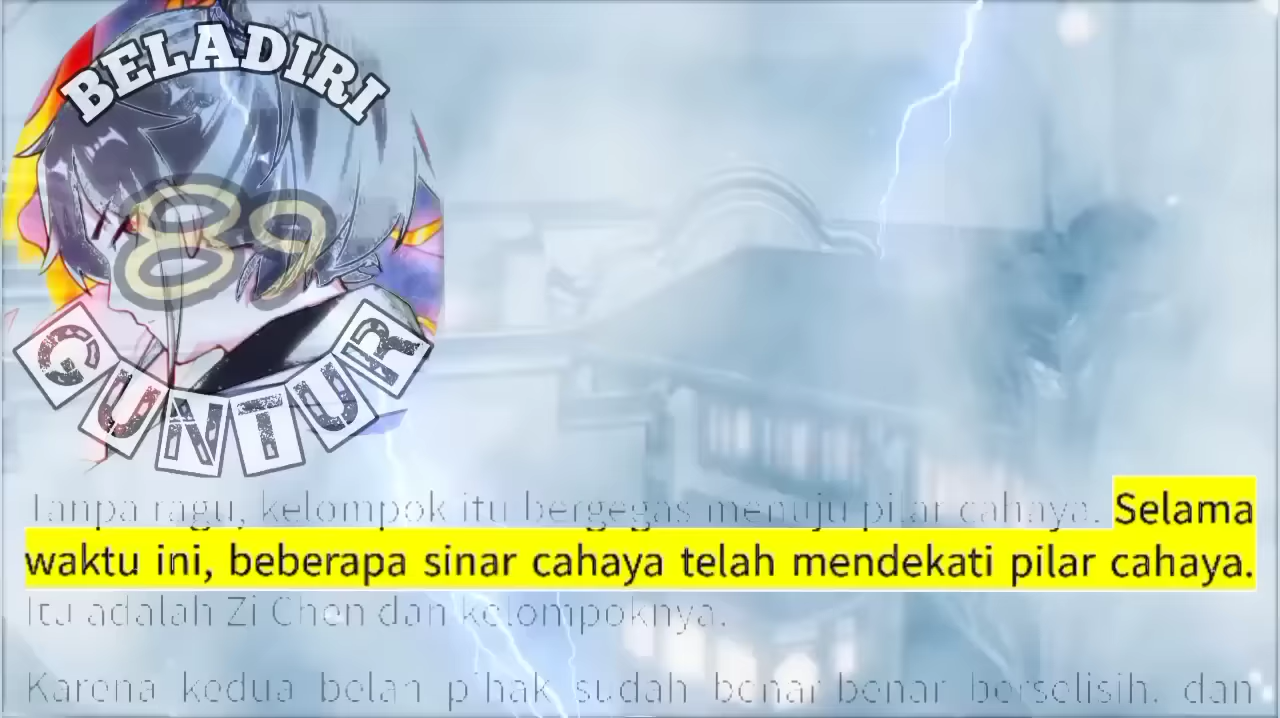 BELADIRI
89
GUNTUR
Tanpa ragu, kelompok itu bergegas menuju pilar cahaya. Selama
waktu ini, beberapa sinar cahaya telah mendekati pilar cahaya.
Itu adalah Zi Chen dan kelompoknya.
Karena kedua belah pihak sudah benar-benar berselisih, dan